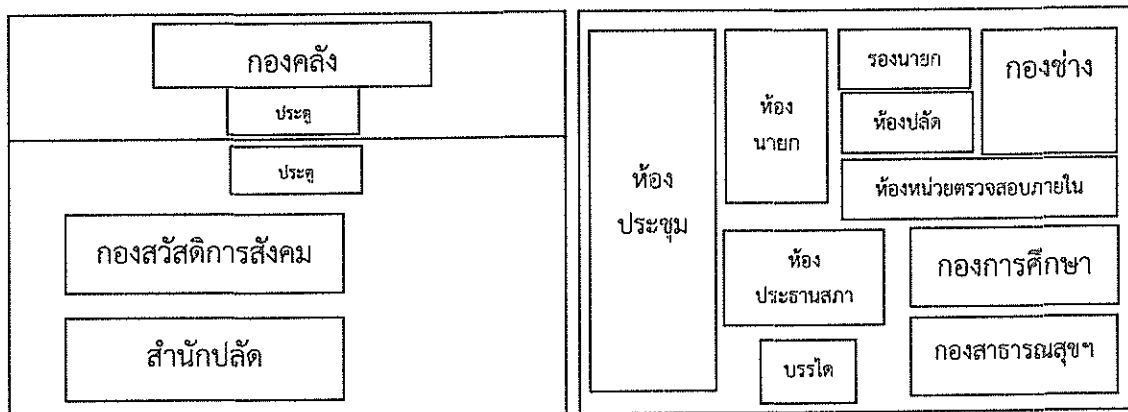 กองคลัง
ประตู
ประตู
กองสวัสดิการสังคม
สำนักปลัด
ห้อง
ประชุม
ห้อง
นายก
รองนายก
ห้องปลัด
กองช่าง
ห้องหน่วยตรวจสอบภายใน
ห้อง
ประธานสภา
กองการศึกษา
บรรได
กองสาธารณสุขฯ